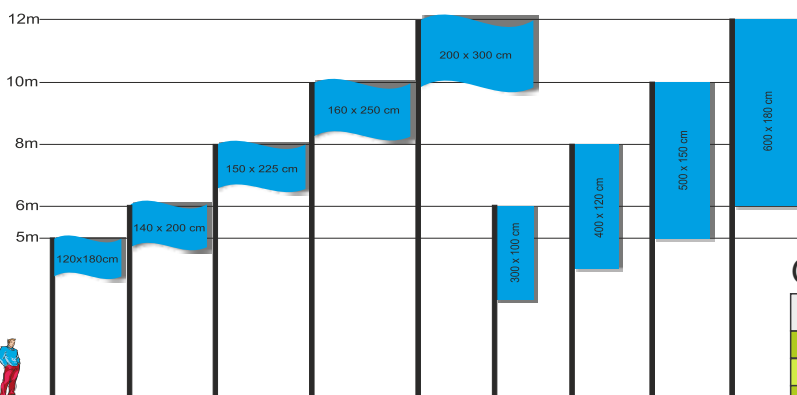 12m
200 x 300 cm
10m
160 x 250 cm
600 x 180 cm
8m
150 x 225 cm
500 x 150 cm
6m
140 x 200 cm
400 x 120 cm
5m
120x180cm
300 x 100 cm